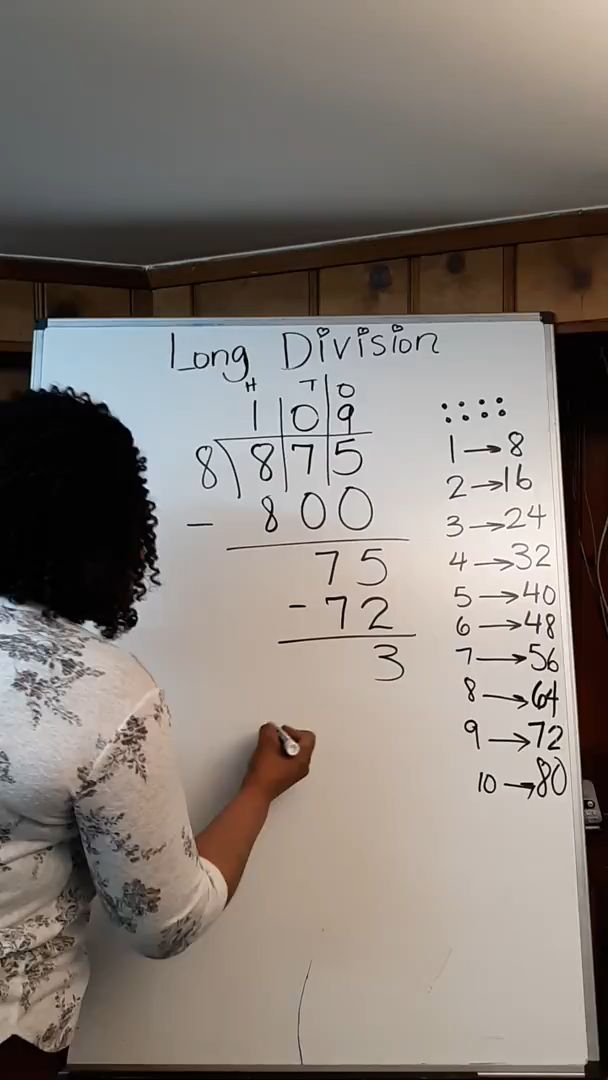 Long Division
H T O
1 0 9
8 8 7 5
- 8 0 0
7 5
- 7 2
3
1 → 8
2 → 16
3 → 24
4 → 32
5 → 40
6 → 48
7 → 56
8 → 64
9 → 72
10 → 80